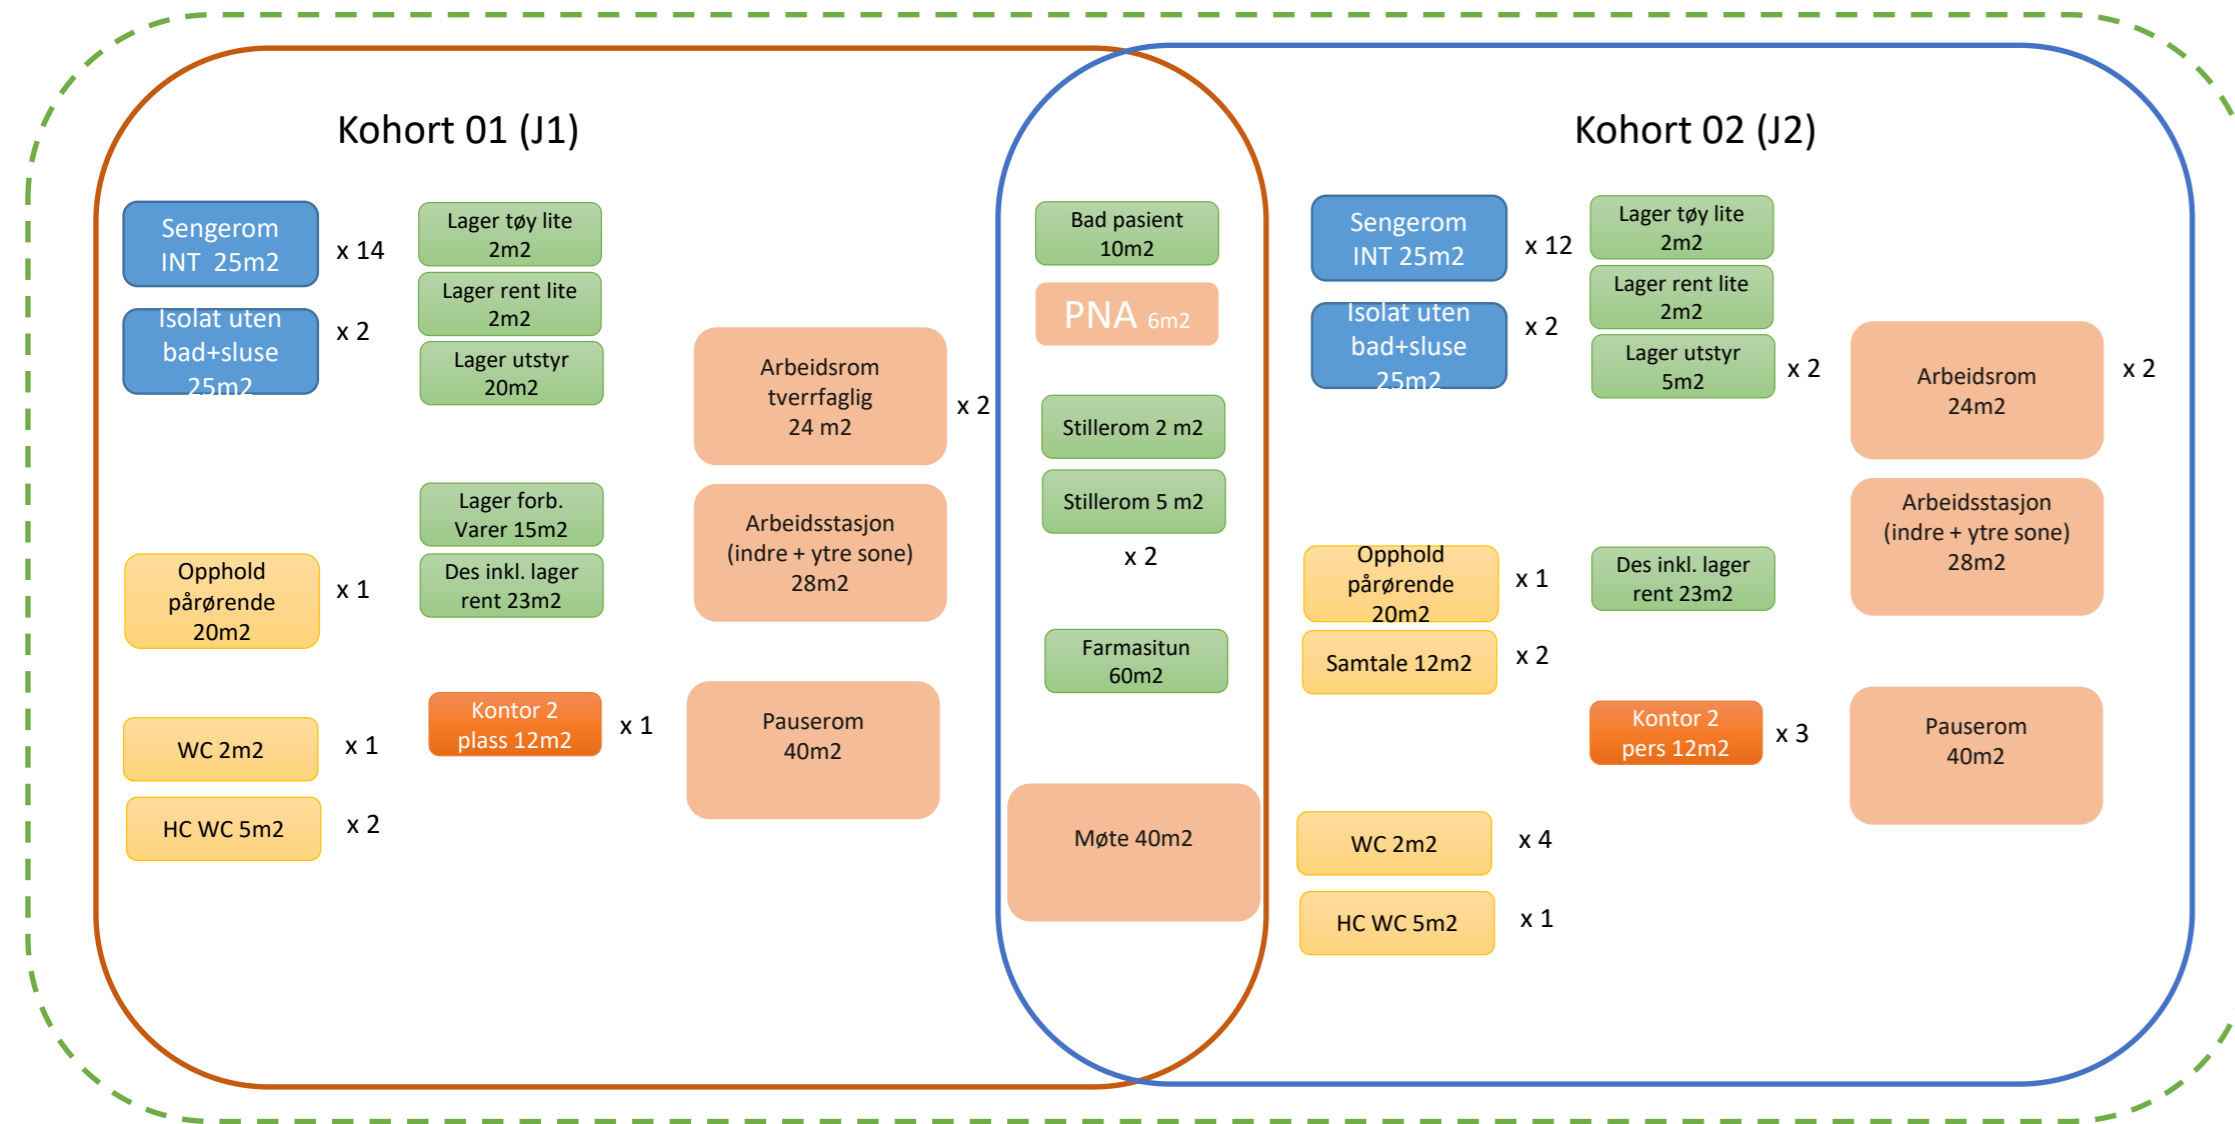 Kohort 01 (J1)
Sengerom
INT  25m2
x 14
Isolat uten
bad+sluse
25m2
x 2
Lager tøy lite
2m2
Lager rent lite
2m2
Lager utstyr
20m2
Arbeidsrom
tverrfaglig
24 m2
x 2
Lager forb.
Varer 15m2
Des inkl. lager
rent 23m2
Arbeidsstasjon
(indre + ytre sone)
28m2
Opphold
pårørende
20m2
x 1
WC 2m2
x 1
HC WC 5m2
x 2
Kontor 2
plass 12m2
x 1
Pauserom
40m2
Bad pasient
10m2
PNA 6m2
Stillerom 2 m2
Stillerom 5 m2
x 2
Farmasitun
60m2
Møte 40m2
Kohort 02 (J2)
Sengerom
INT 25m2
x 12
Isolat uten
bad+sluse
25m2
x 2
Lager tøy lite
2m2
Lager rent lite
2m2
Lager utstyr
5m2
x 2
Arbeidsrom
24m2
x 2
Arbeidsstasjon
(indre + ytre sone)
28m2
Opphold
pårørende
20m2
x 1
Samtale 12m2
x 2
Des inkl. lager
rent 23m2
Kontor 2
pers 12m2
x 3
Pauserom
40m2
WC 2m2
x 4
HC WC 5m2
x 1